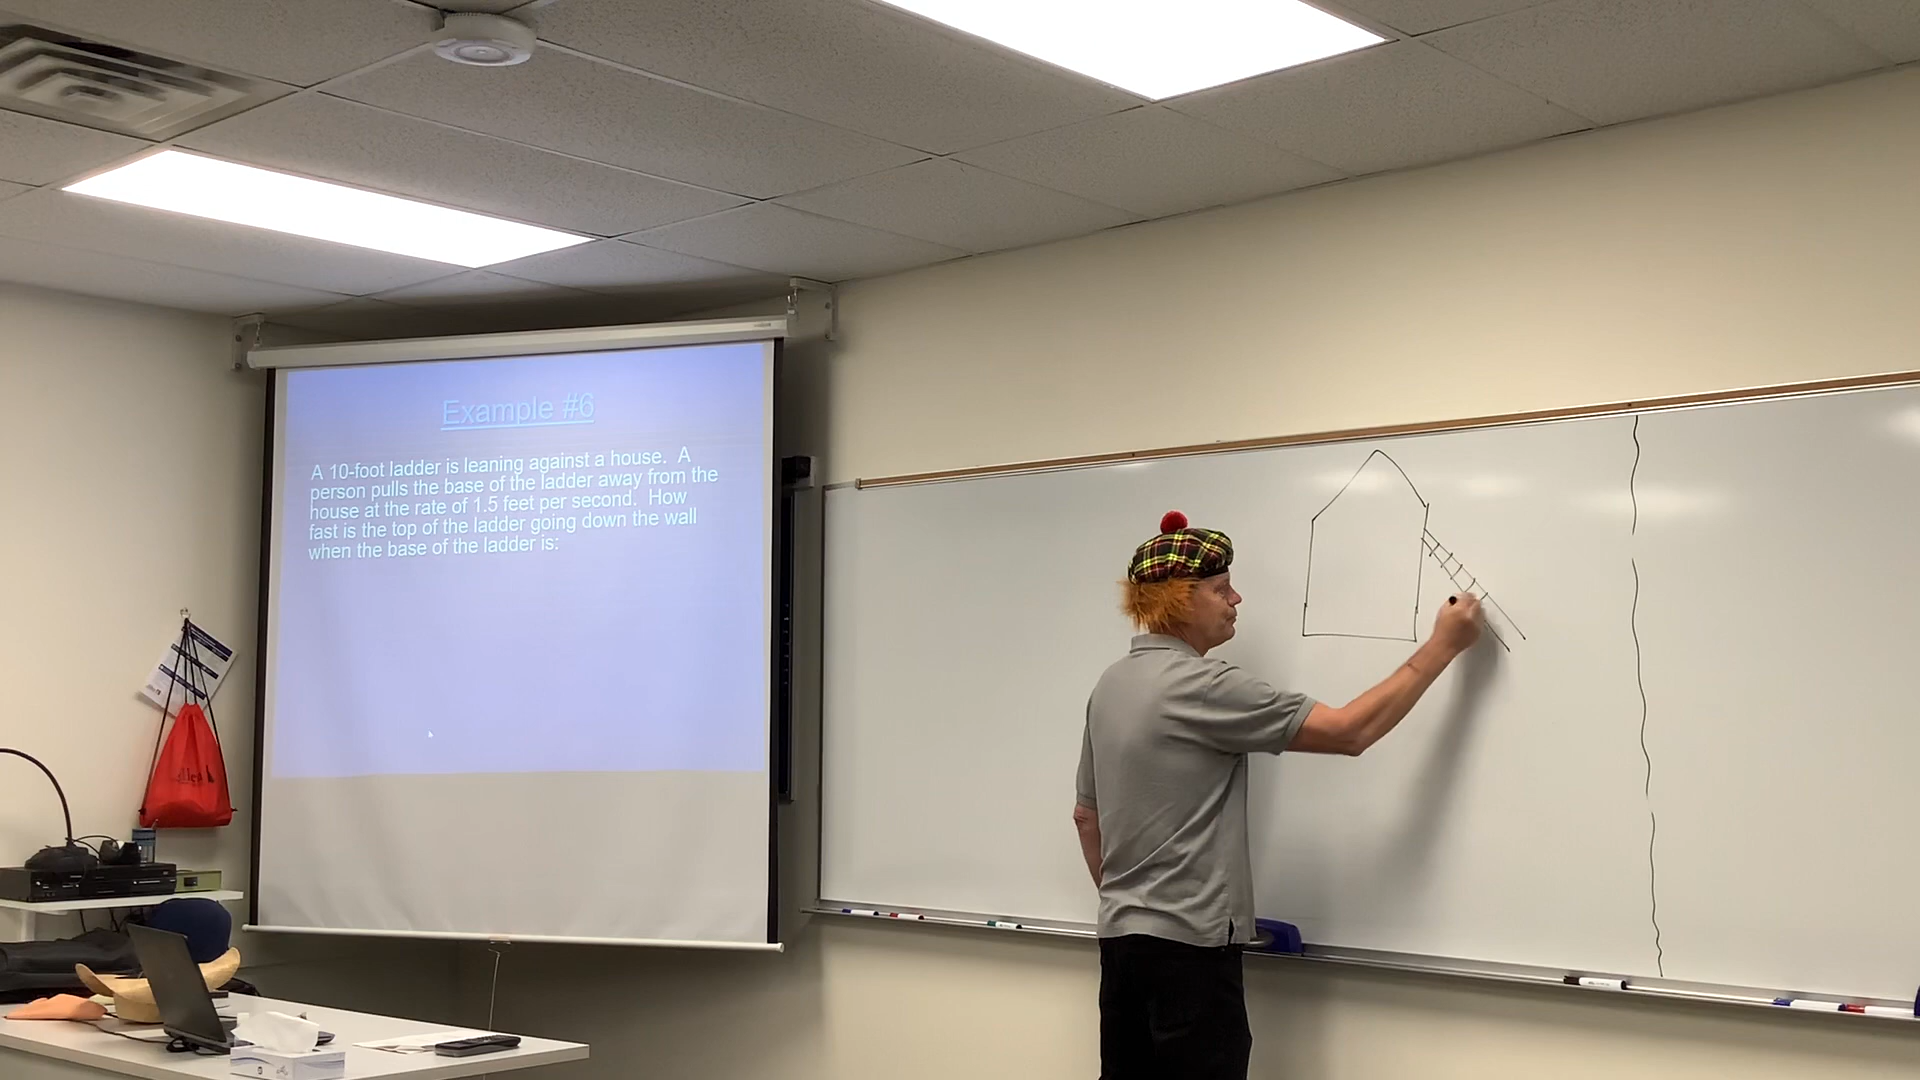 Example #6
A 10-foot ladder is leaning against a house. A
person pulls the base of the ladder away from the
house at the rate of 1.5 feet per second. How
fast is the top of the ladder going down the wall
when the base of the ladder is: